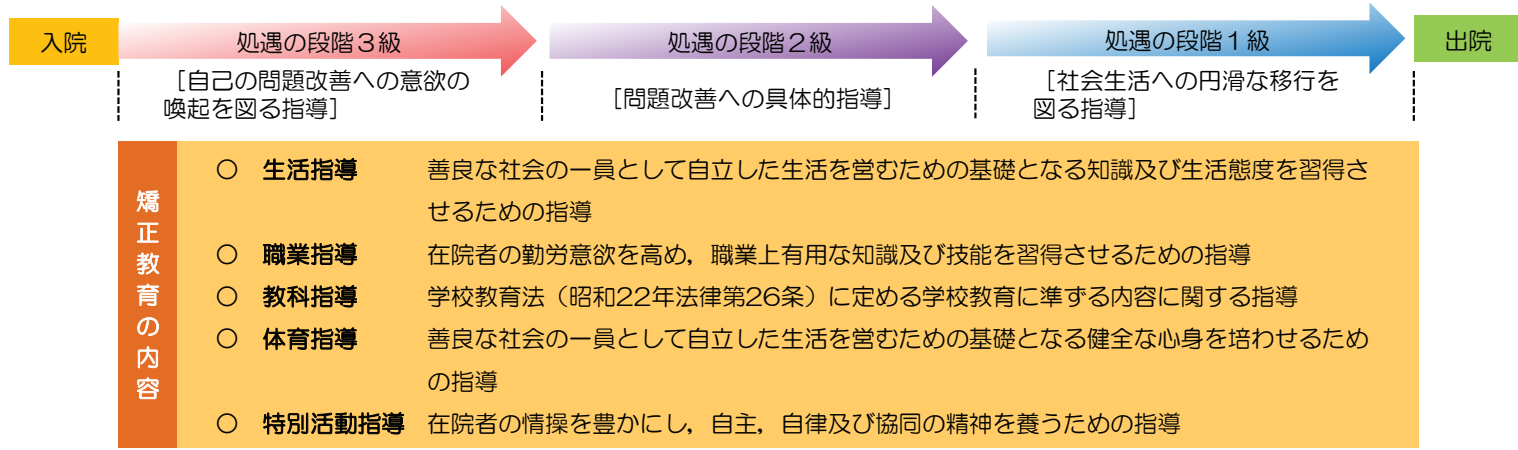 入院
処遇の段階３級
処遇の段階２級
処遇の段階１級
出院
［自己の問題改善への意欲の
喚起を図る指導］
［問題改善への具体的指導］
［社会生活への円滑な移行を
図る指導］
矯正教育の内容
○ 生活指導 善良な社会の一員として自立した生活を営むための基礎となる知識及び生活態度を習得さ
せるための指導
○ 職業指導 在院者の勤労意欲を高め，職業上有用な知識及び技能を習得させるための指導
○ 教科指導 学校教育法（昭和22年法律第26条）に定める学校教育に準ずる内容に関する指導
○ 体育指導 善良な社会の一員として自立した生活を営むための基礎となる健全な心身を培わせるため
の指導
○ 特別活動指導 在院者の情操を豊かにし，自主，自律及び協同の精神を養うための指導